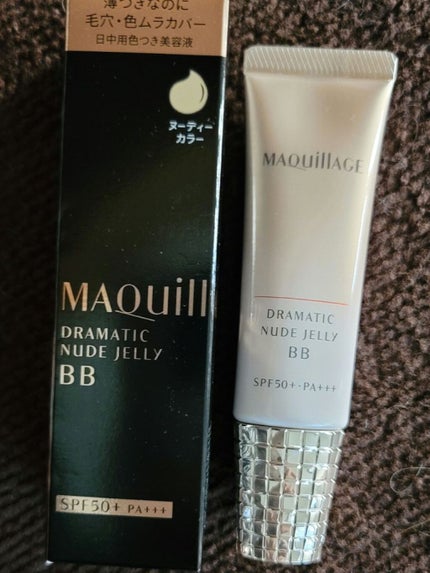 薄づきなのに
毛穴・色ムラカバー
日中用色つき美容液
ヌーディー
カラー
MAQuill
DRAMATIC
NUDE JELLY
BB
SPF50+ PA+++
MAQuillAGE
DRAMATIC
NUDE JELLY
BB
SPF50+・PA+++